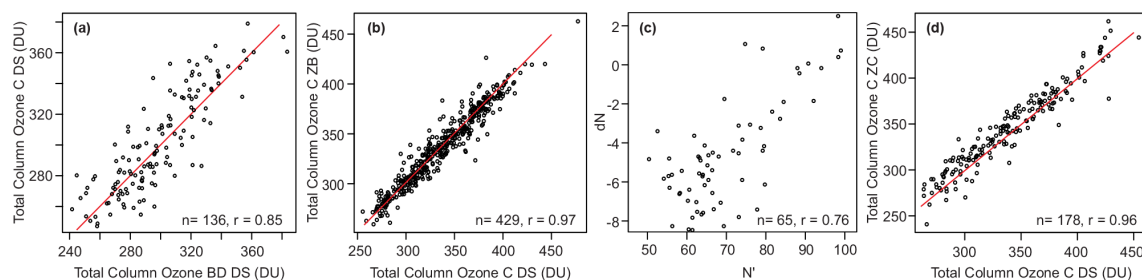 (a)
Total Column Ozone C DS (DU)
360
320
280
240
260
280
300
320
340
360
n= 136, r = 0.85
Total Column Ozone BD DS (DU)
(b)
Total Column Ozone C ZB (DU)
400
350
300
250
300
350
400
450
n= 429, r = 0.97
Total Column Ozone C DS (DU)
(c)
dN
2
0
-2
-4
-6
-8
50
60
70
80
90
100
n= 65, r = 0.76
N'
(d)
Total Column Ozone C ZC (DU)
450
400
350
300
250
300
350
400
450
n= 178, r = 0.96
Total Column Ozone C DS (DU)